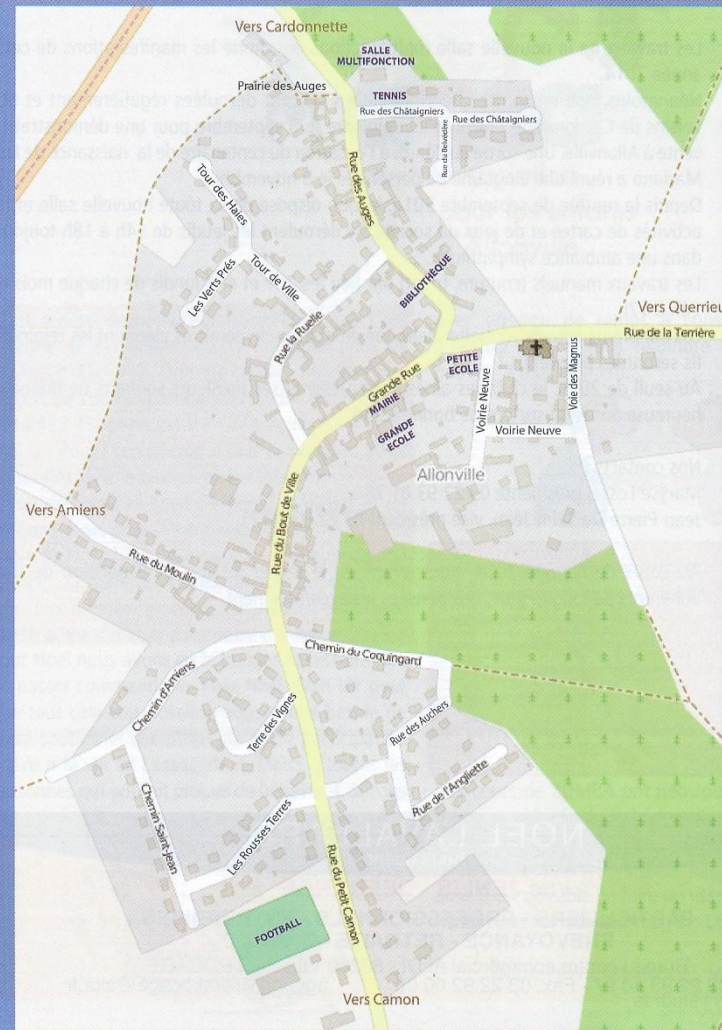 Vers Cardonnette
SALLE
MULTIFONCTION
Prairie des Auges
TENNIS
Rue des Châtaigniers
Rue des Châtaigniers
Rue du Belvédère
Rue des Auges
Tour des Haies
Les Verts Prés
Tour de Ville
BIBLIOTHÈQUE
Rue la Ruelle
Vers Querrieu
Rue de la Terrière
PETITE
ECOLE
Grande Rue
MAIRIE
GRANDE
ECOLE
Voirie Neuve
Voie des Magnus
Voirie Neuve
Allonville
Rue du Bout de Ville
Vers Amiens
Rue du Moulin
Chemin du Coquingard
Chemin d'Amiens
Terre des Vignes
Rue des Auchers
Rue de l'Angliette
Chemin Saint-Jean
Les Rousses Terres
Rue du Petit Camon
FOOTBALL
Vers Camon